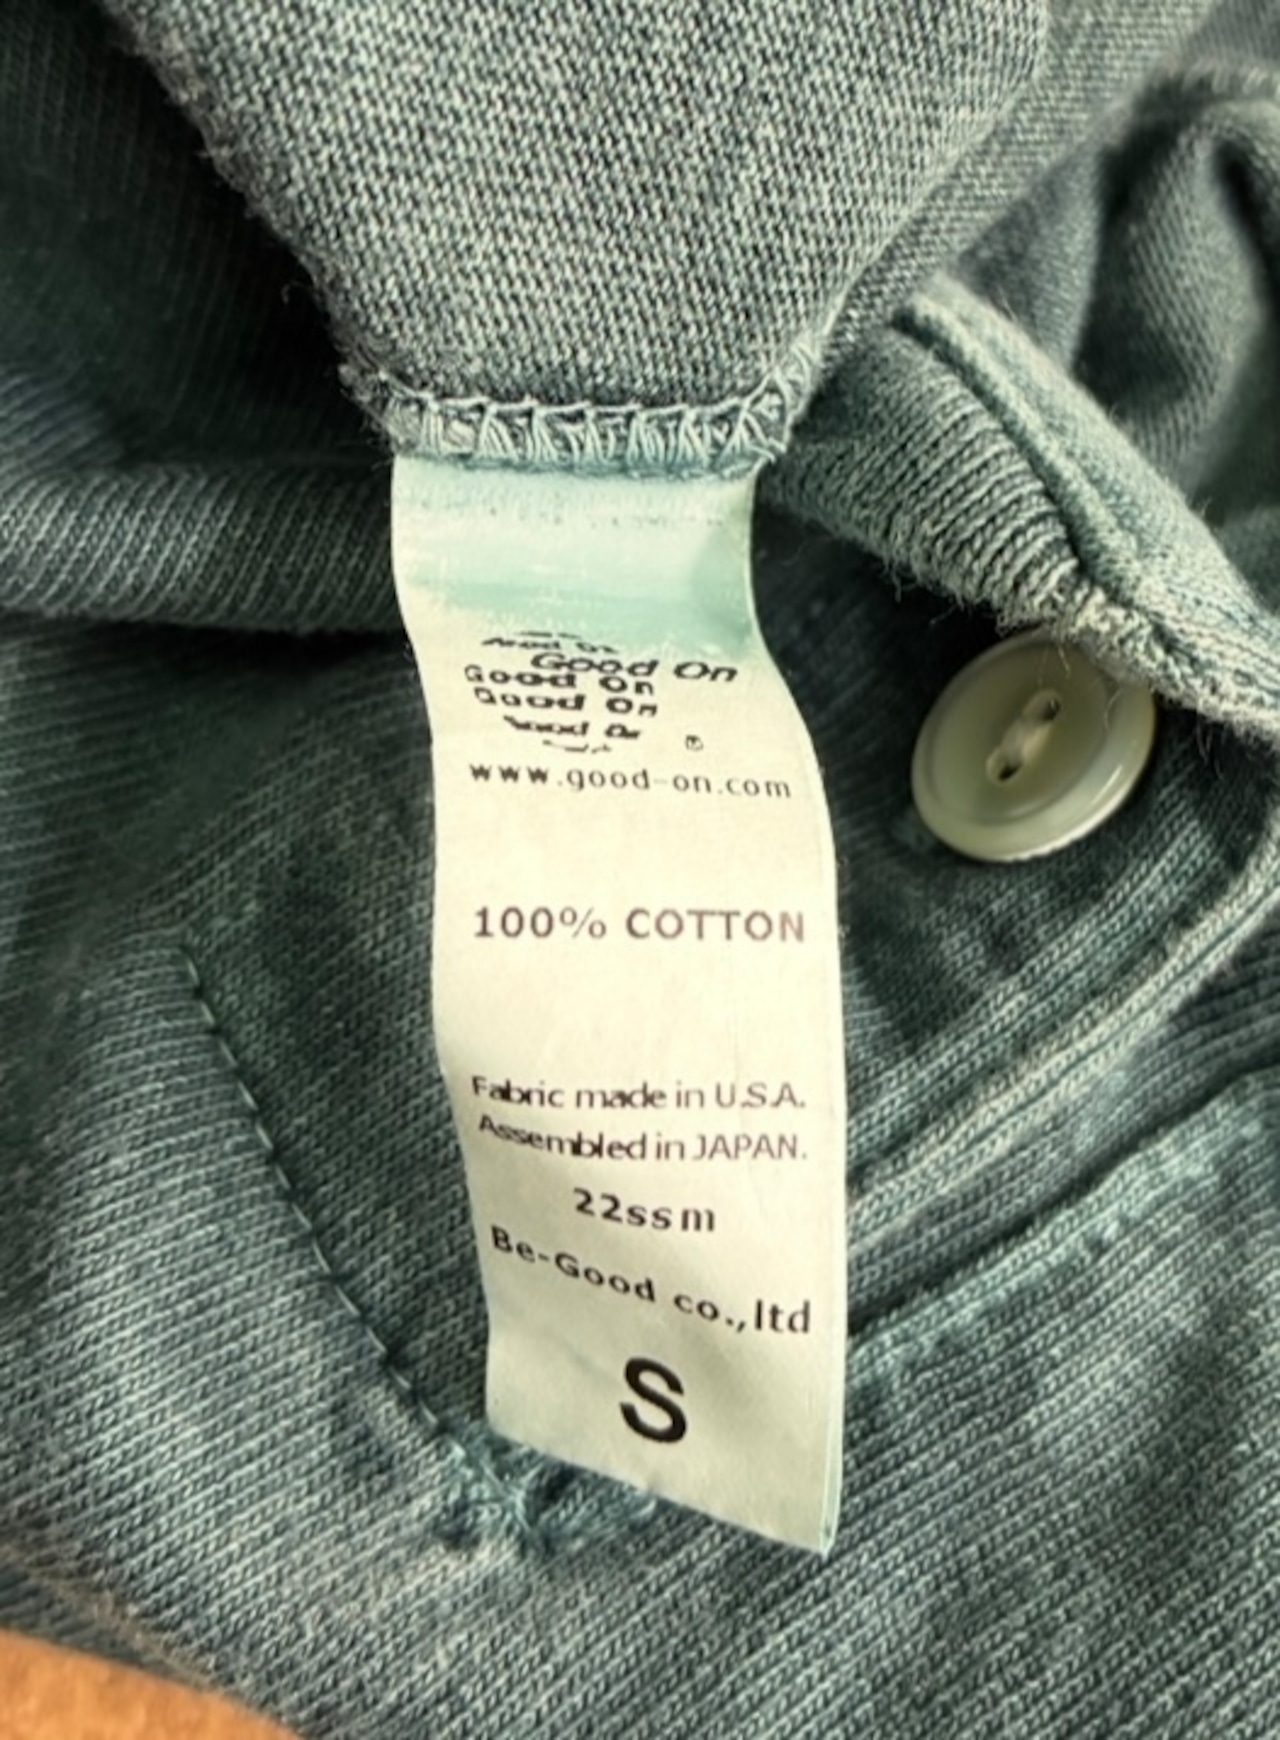 Good On
Good On
Good On
www.good-on.com
100% COTTON
Fabric made in U.S.A.
Assembled in JAPAN.
22ssm
Be-Good co.,ltd
S